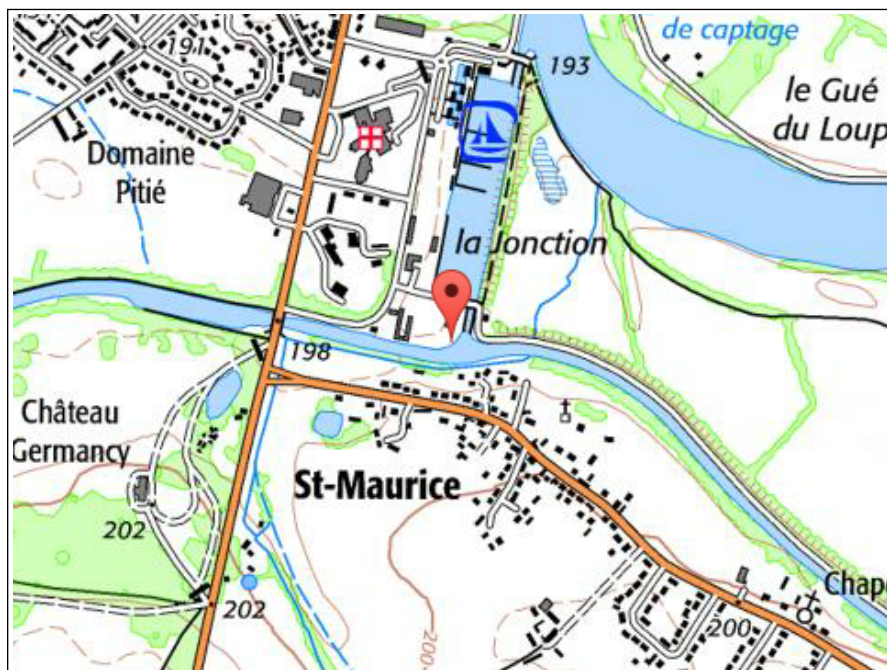 191
de captage
193
le Gué
du Loup
Domaine
Pitié
la Jonction
198
Château
Germancy
St-Maurice
202
202
200
200